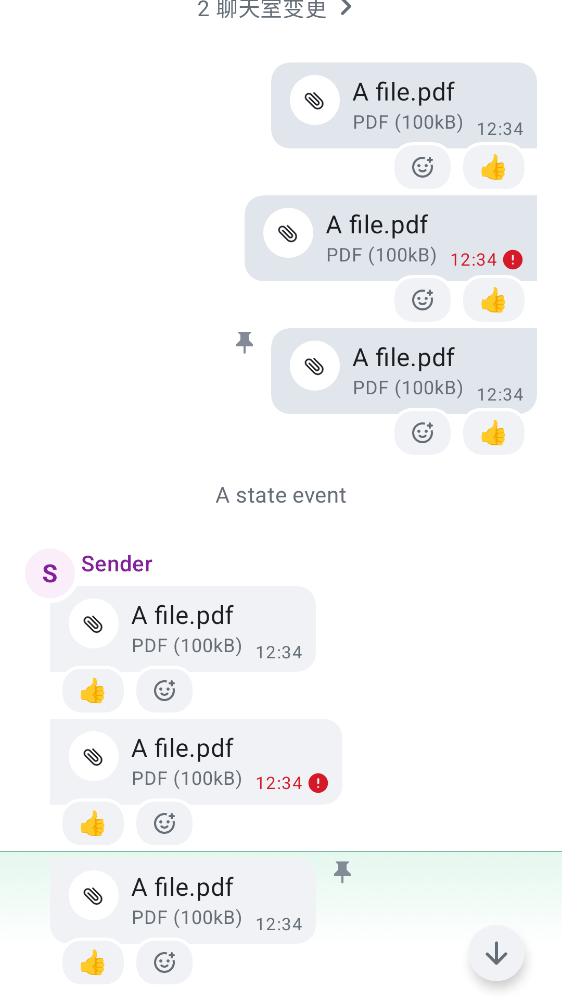 2 聊天室变更
A file.pdf
PDF (100kB) 12:34
A file.pdf
PDF (100kB) 12:34
A file.pdf
PDF (100kB) 12:34
A state event
S Sender
A file.pdf
PDF (100kB) 12:34
A file.pdf
PDF (100kB) 12:34
A file.pdf
PDF (100kB) 12:34